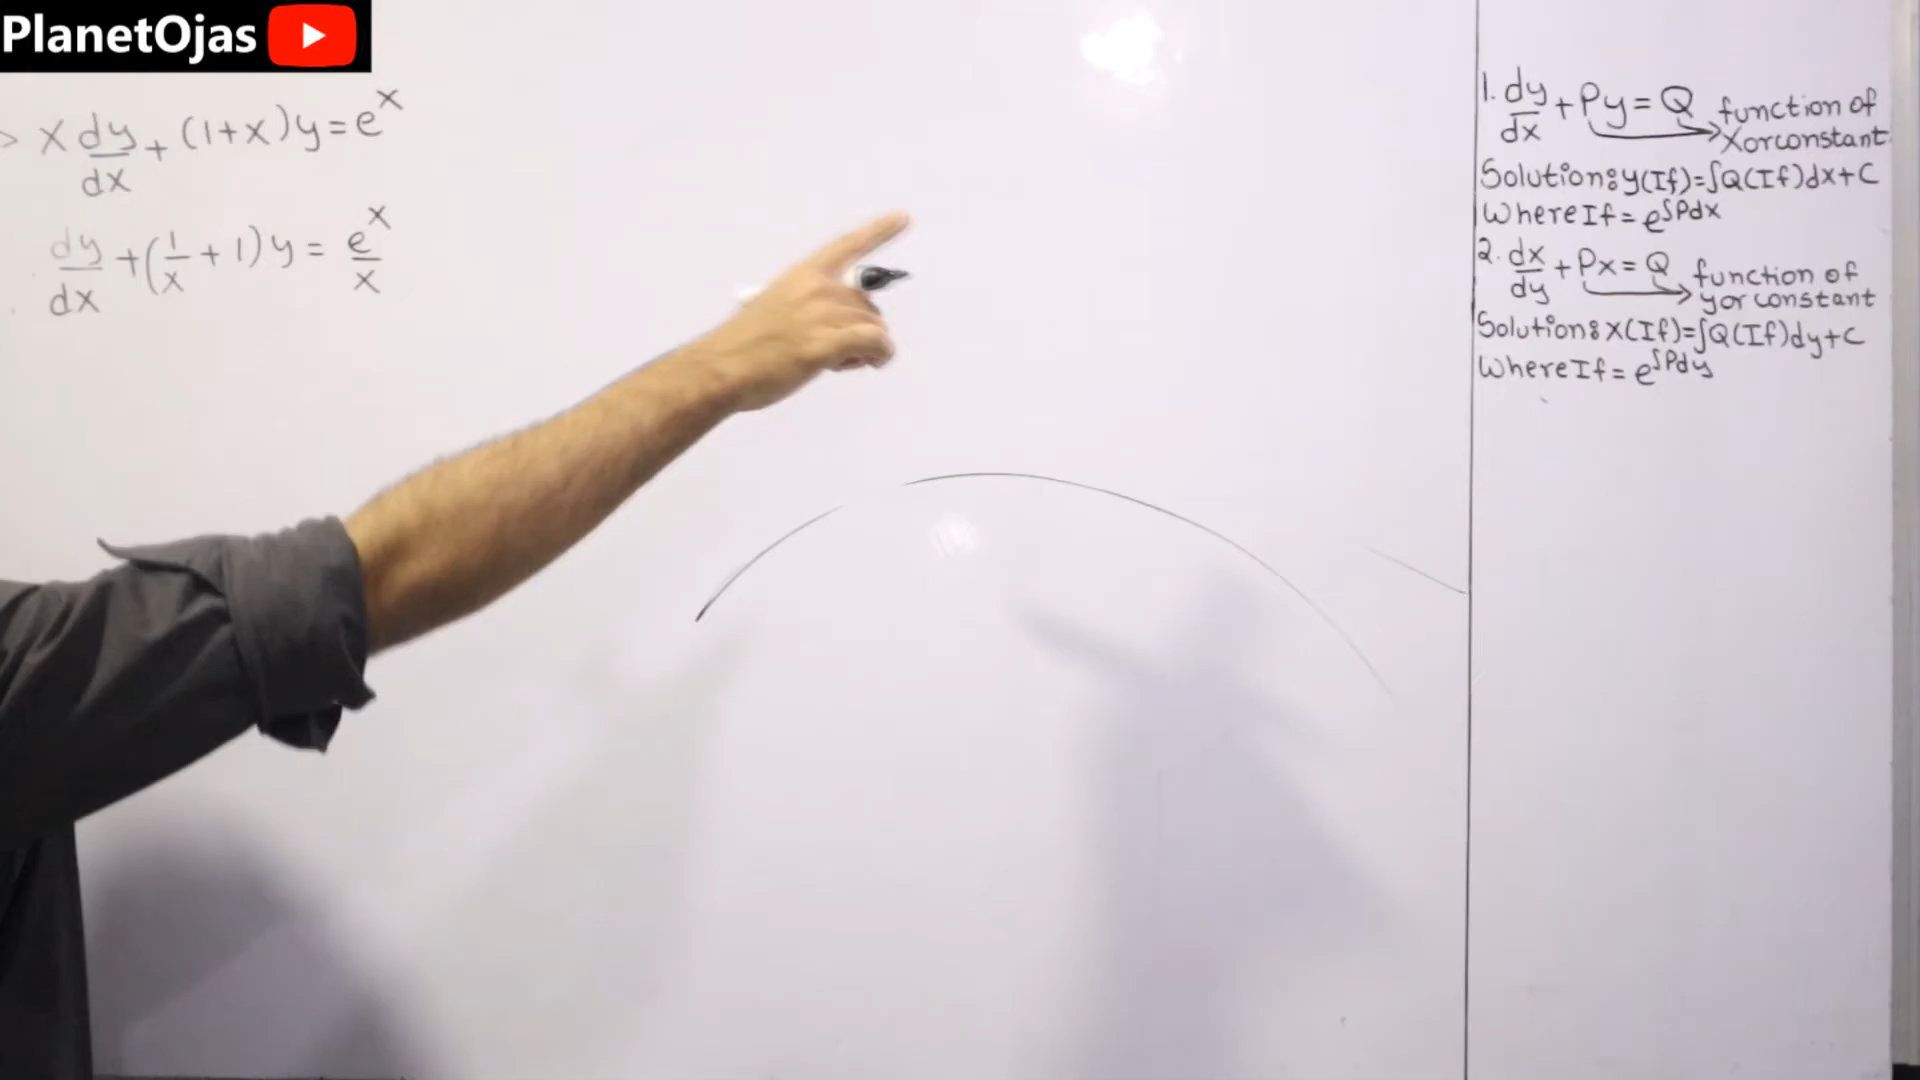 PlanetOjas
> x dy/dx + (1+x)y = e^x
dy/dx + (1/x + 1)y = e^x/x
1. dy/dx + Py = Q function of
x or constant
Solution: y(If)=∫Q(If)dx+C
Where If = e^∫Pdx
2. dx/dy + Px = Q function of
y or constant
Solution: x(If)=∫Q(If)dy+C
Where If = e^∫Pdy